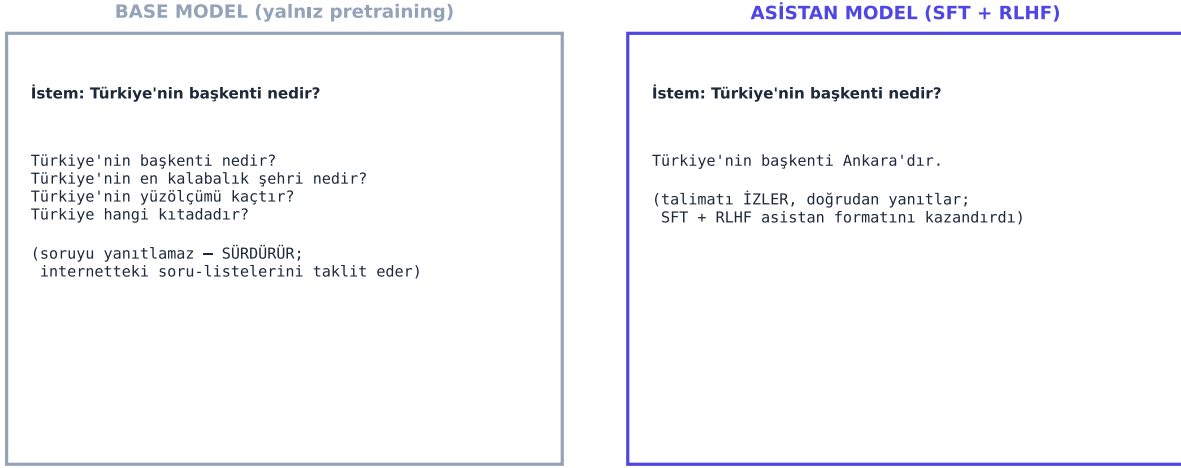 BASE MODEL (yalnız pretraining)
İstem: Türkiye'nin başkenti nedir?
Türkiye'nin başkenti nedir?
Türkiye'nin en kalabalık şehri nedir?
Türkiye'nin yüzölçümü kaçtır?
Türkiye hangi kıtadadır?
(soruyu yanıtlamaz — SÜRDÜRÜR;
internetteki soru-listelerini taklit eder)
ASİSTAN MODEL (SFT + RLHF)
İstem: Türkiye'nin başkenti nedir?
Türkiye'nin başkenti Ankara'dır.
(talimatı İZLER, doğrudan yanıtlar;
SFT + RLHF asistan formatını kazandırdı)